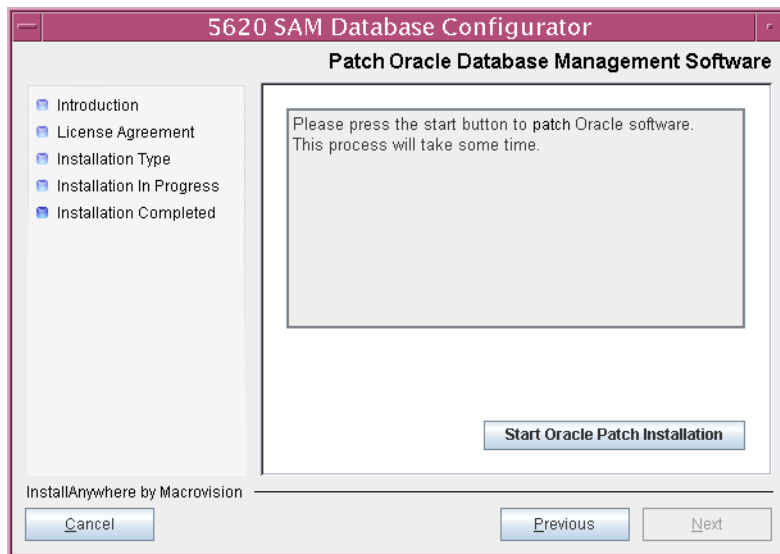 5620 SAM Database Configurator
Patch Oracle Database Management Software
Introduction
License Agreement
Installation Type
Installation In Progress
Installation Completed
Please press the start button to patch Oracle software.
This process will take some time.
Start Oracle Patch Installation
InstallAnywhere by Macrovision
Cancel
Previous
Next